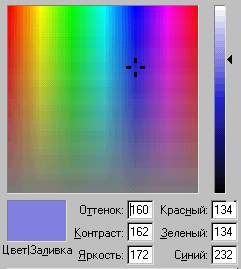 Оттенок: 160 Красный: 134
Контраст: 162 Зеленый: 134
Цвет|Заливка Яркость: 172 Синий: 232